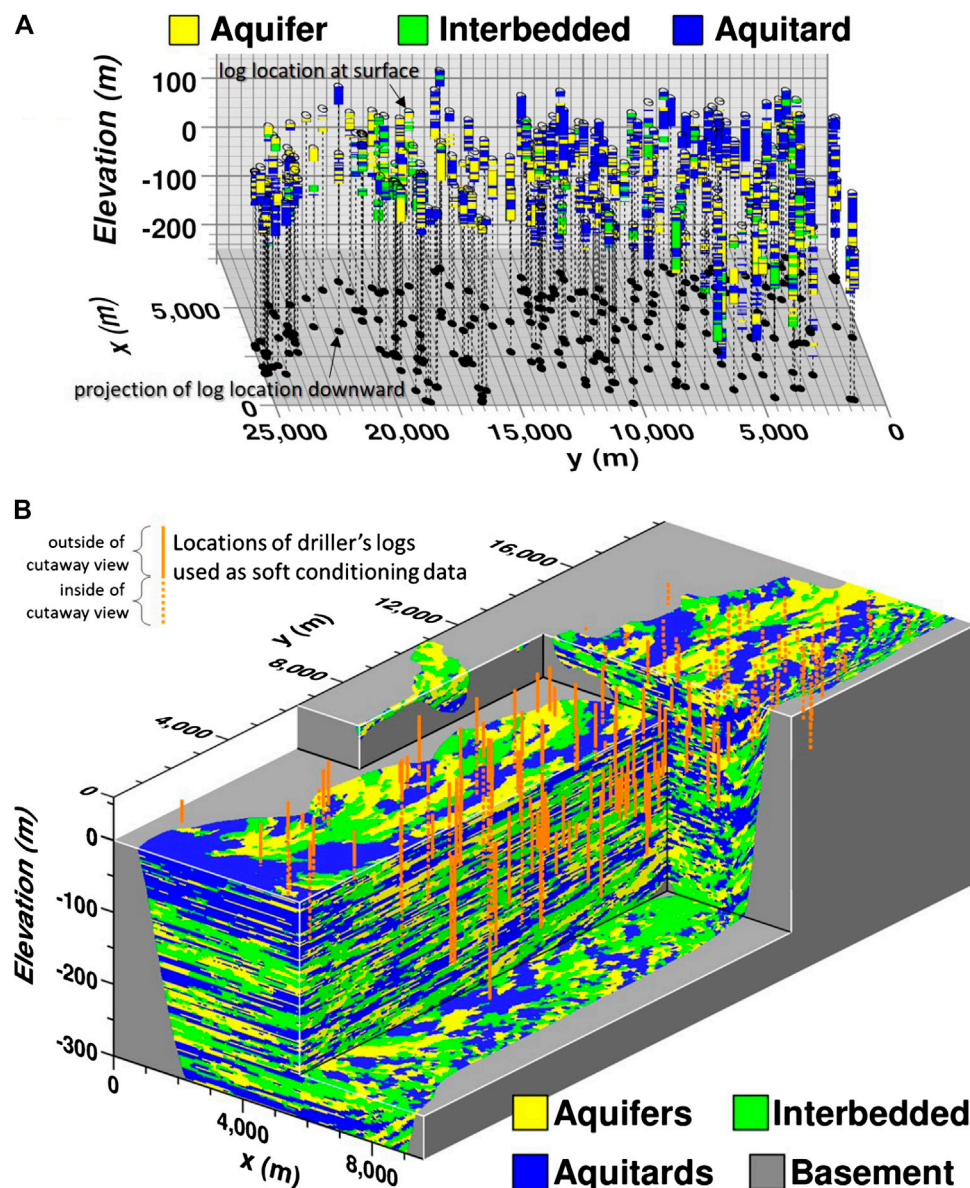 A
Aquifer Interbedded Aquitard
log location at surface
Elevation (m)
100
0
-100
-200
x (m)
5,000
projection of log location downward
0
25,000 20,000 15,000 10,000 5,000 0
y (m)
B
outside of
cutaway view
inside of
cutaway view
Locations of driller's logs
used as soft conditioning data
16,000
12,000
y (m)
8,000
4,000
0
Elevation (m)
0
-100
-200
-300
0
4,000
x (m)
8,000
Aquifers Interbedded
Aquitards Basement